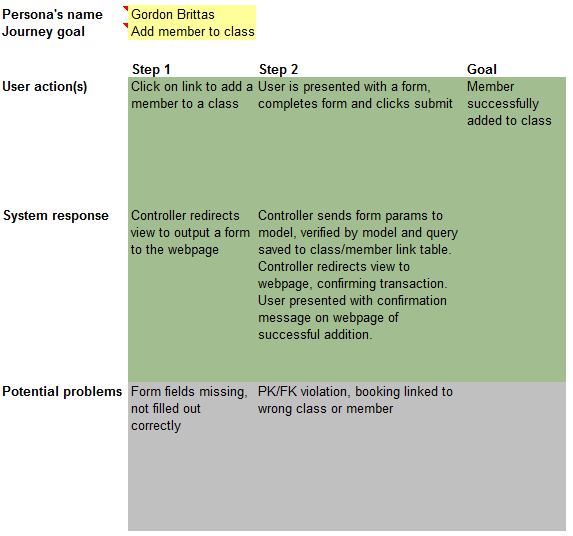 Persona's name Gordon Brittas
Journey goal Add member to class
Step 1 Step 2 Goal
User action(s) Click on link to add a User is presented with a form, Member
member to a class completes form and clicks submit successfully
added to class
System response Controller redirects Controller sends form params to
view to output a form model, verified by model and query
to the webpage saved to class/member link table.
Controller redirects view to
webpage, confirming transaction.
User presented with confirmation
message on webpage of
successful addition.
Potential problems Form fields missing, PK/FK violation, booking linked to
not filled out wrong class or member
correctly